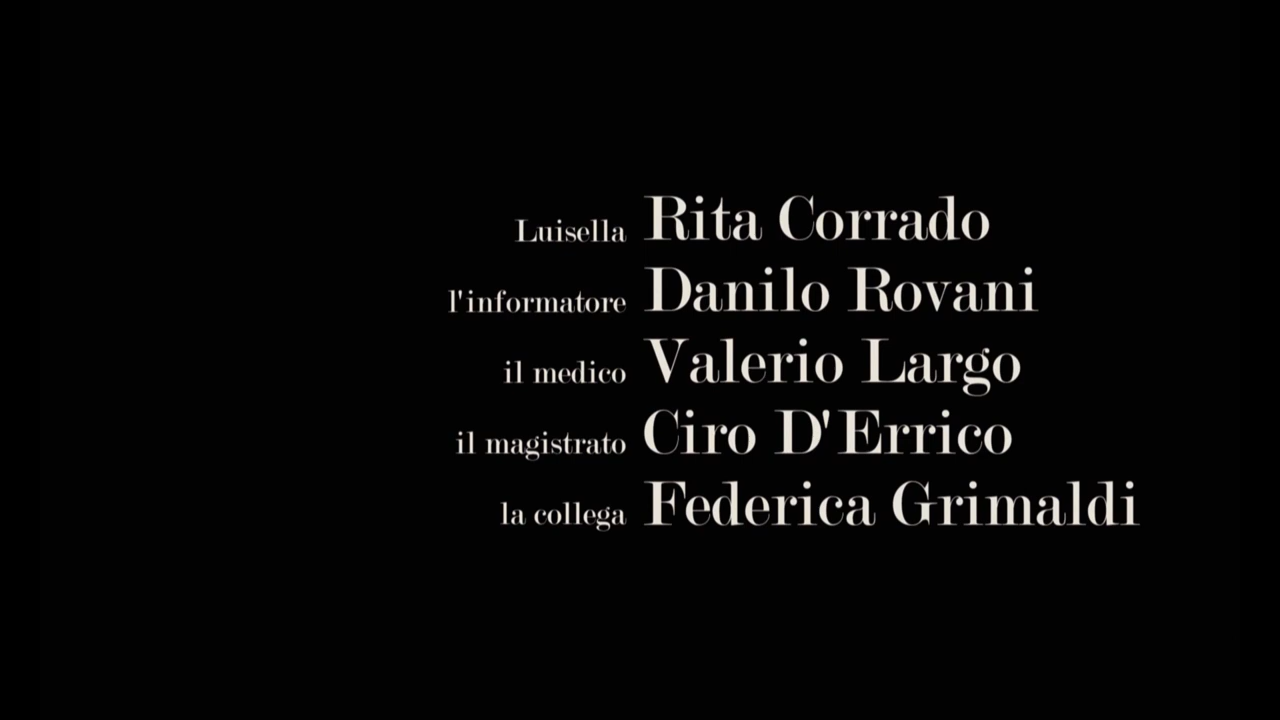 Luisella Rita Corrado
l'informatore Danilo Rovani
il medico Valerio Largo
il magistrato Ciro D'Errico
la collega Federica Grimaldi